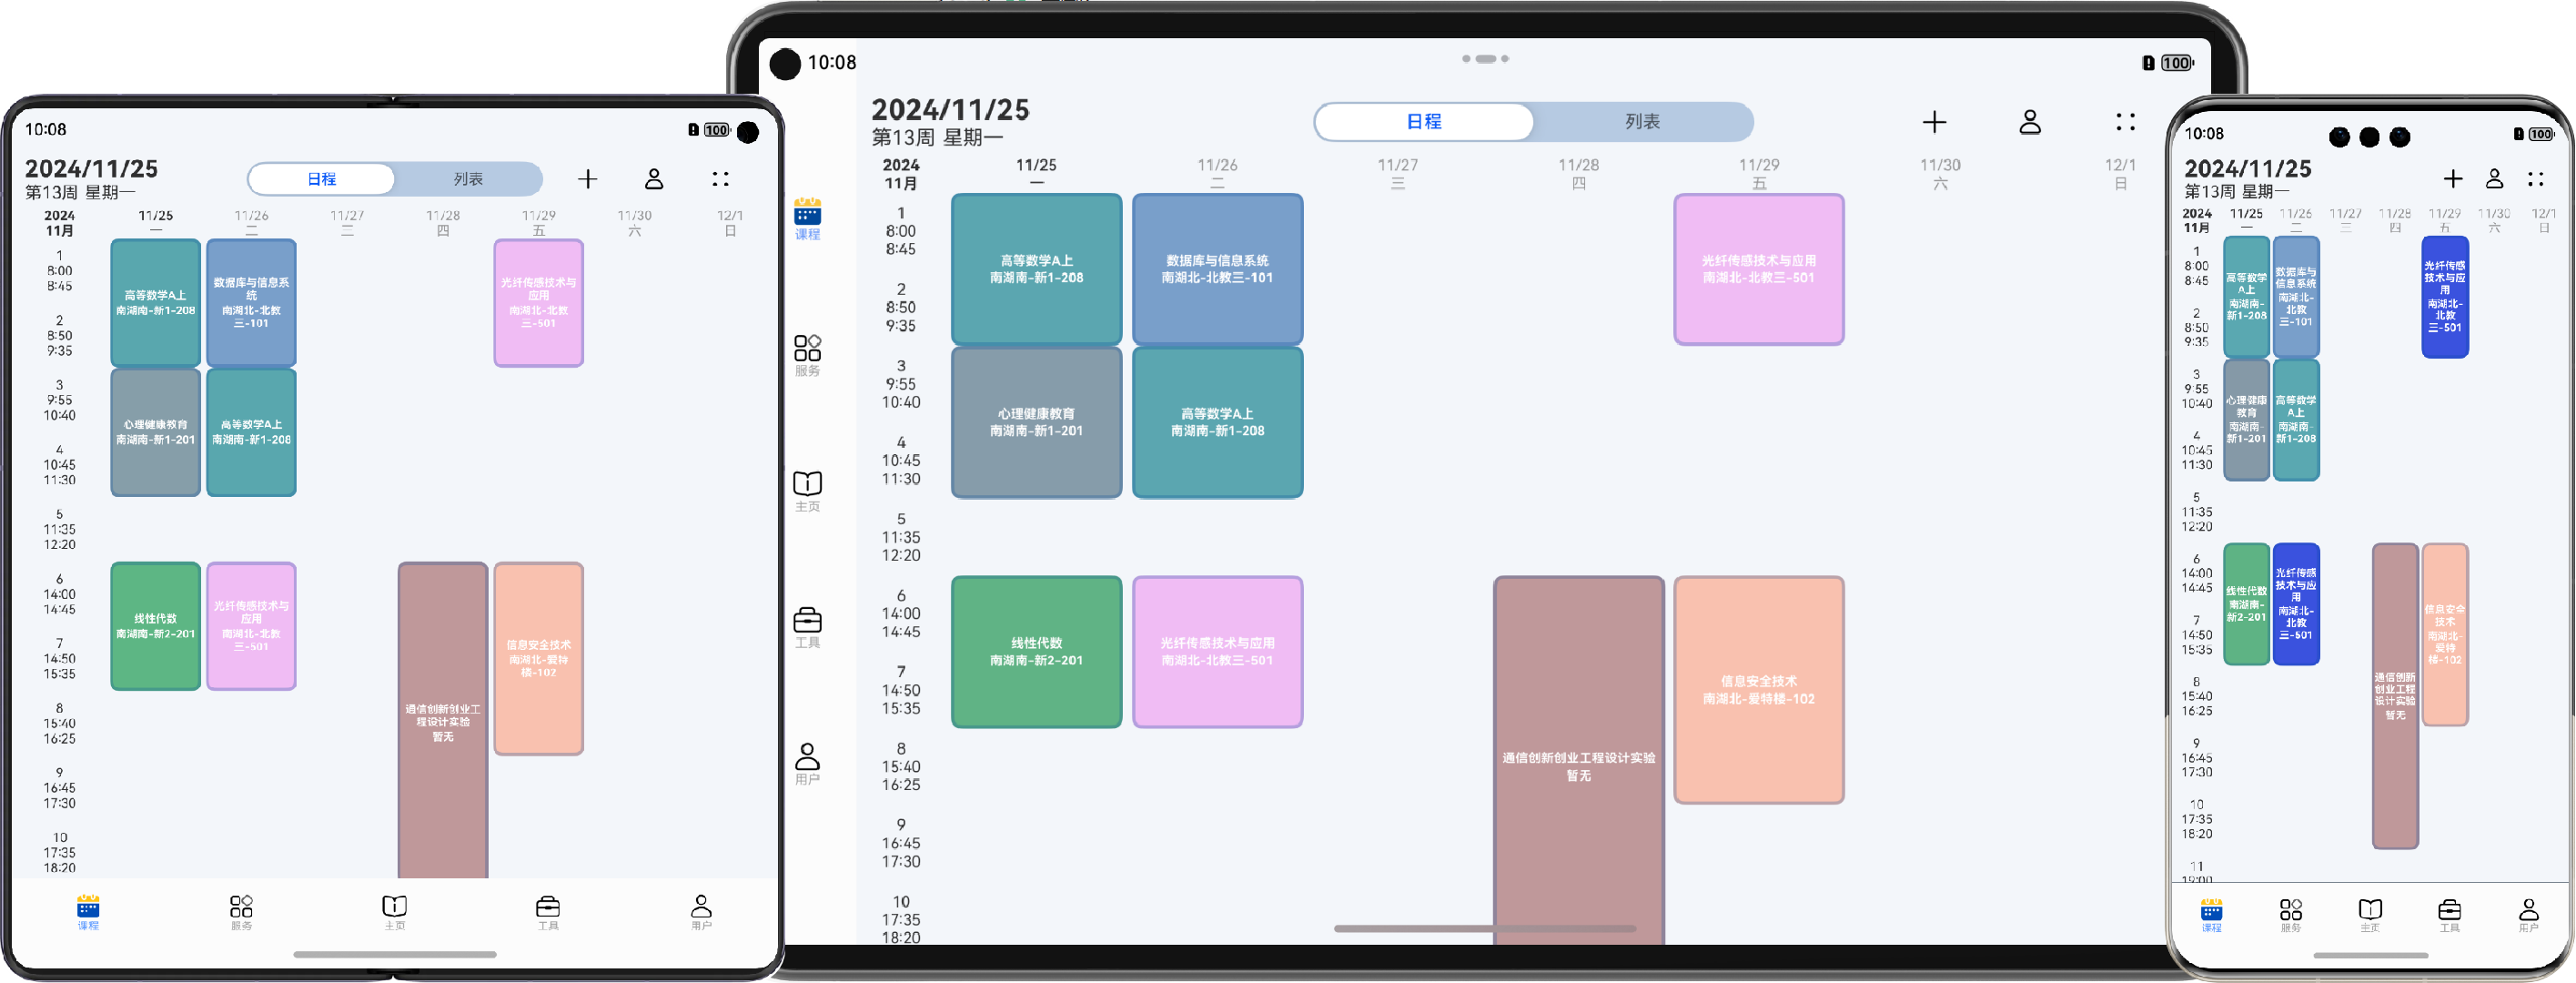 10:08
100
2024/11/25
第13周 星期一
日程
列表
2024
11月
11/25
一
11/26
二
11/27
三
11/28
四
11/29
五
11/30
六
12/1
日
1
8:00
8:45
2
8:50
9:35
3
9:55
10:40
4
10:45
11:30
5
11:35
12:20
6
14:00
14:45
7
14:50
15:35
8
15:40
16:25
9
16:45
17:30
10
17:35
18:20
高等数学A上
南湖南-新1-208
心理健康教育
南湖南-新1-201
线性代数
南湖南-新2-201
数据库与信息系
统
南湖北-北教
三-101
高等数学A上
南湖南-新1-208
光纤传感技术与
应用
南湖北-北教
三-501
通信创新创业工
程设计实验
暂无
光纤传感技术与
应用
南湖北-北教
三-501
信息安全技术
南湖北-爱特
楼-102
课程
服务
主页
工具
用户
10:08
100
课程
服务
主页
工具
用户
2024/11/25
第13周 星期一
日程
列表
2024
11月
11/25
一
11/26
二
11/27
三
11/28
四
11/29
五
11/30
六
12/1
日
1
8:00
8:45
2
8:50
9:35
3
9:55
10:40
4
10:45
11:30
5
11:35
12:20
6
14:00
14:45
7
14:50
15:35
8
15:40
16:25
9
16:45
17:30
10
17:35
18:20
高等数学A上
南湖南-新1-208
心理健康教育
南湖南-新1-201
线性代数
南湖南-新2-201
数据库与信息系统
南湖北-北教三-101
高等数学A上
南湖南-新1-208
光纤传感技术与应用
南湖北-北教三-501
通信创新创业工程设计实验
暂无
光纤传感技术与应用
南湖北-北教三-501
信息安全技术
南湖北-爱特楼-102
10:08
100
2024/11/25
第13周 星期一
2024
11月
11/25
一
11/26
二
11/27
三
11/28
四
11/29
五
11/30
六
12/1
日
1
8:00
8:45
2
8:50
9:35
3
9:55
10:40
4
10:45
11:30
5
11:35
12:20
6
14:00
14:45
7
14:50
15:35
8
15:40
16:25
9
16:45
17:30
10
17:35
18:20
11
19:00
高等数学
A上
南湖南-
新1-208
心理健康
教育
南湖南-
新1-201
线性代数
南湖南-
新2-201
数据库与
信息系统
南湖北-
北教
三-101
高等数学
A上
南湖南-
新1-208
光纤传感
技术与应
用
南湖北-
北教
三-501
通信创新
创业工程
设计实验
暂无
光纤传感
技术与应
用
南湖北-
北教
三-501
信息安全
技术
南湖北-
爱特
楼-102
课程
服务
主页
工具
用户